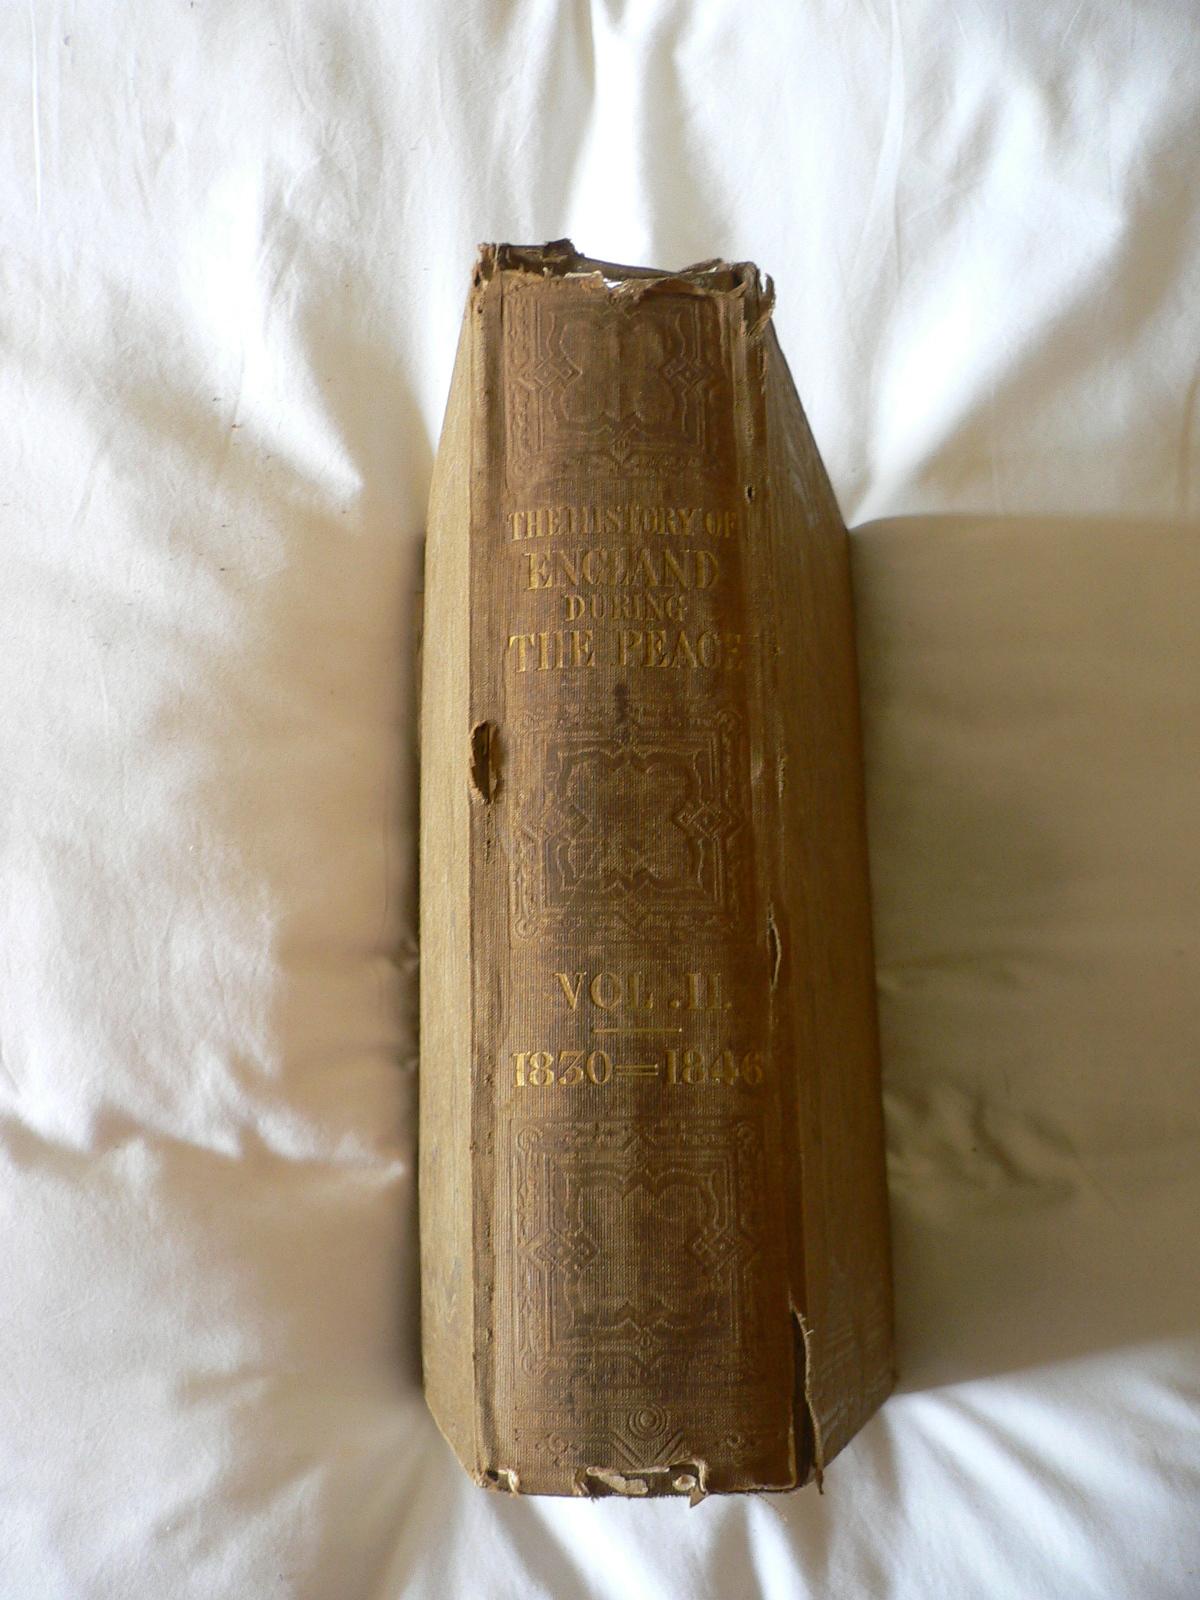 THE HISTORY OF
ENGLAND
DURING
THE PEACE
VOL. II.
1830=1846